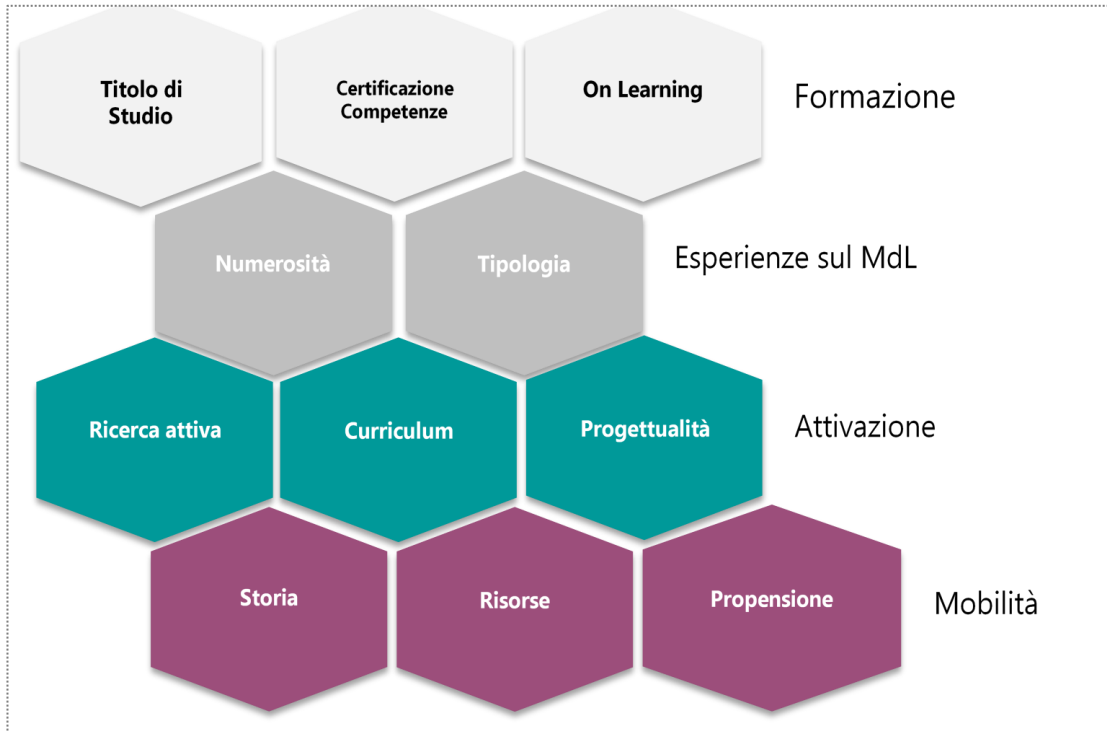 Titolo di
Studio
Certificazione
Competenze
On Learning
Formazione
Numerosità
Tipologia
Esperienze sul MdL
Ricerca attiva
Curriculum
Progettualità
Attivazione
Storia
Risorse
Propensione
Mobilità